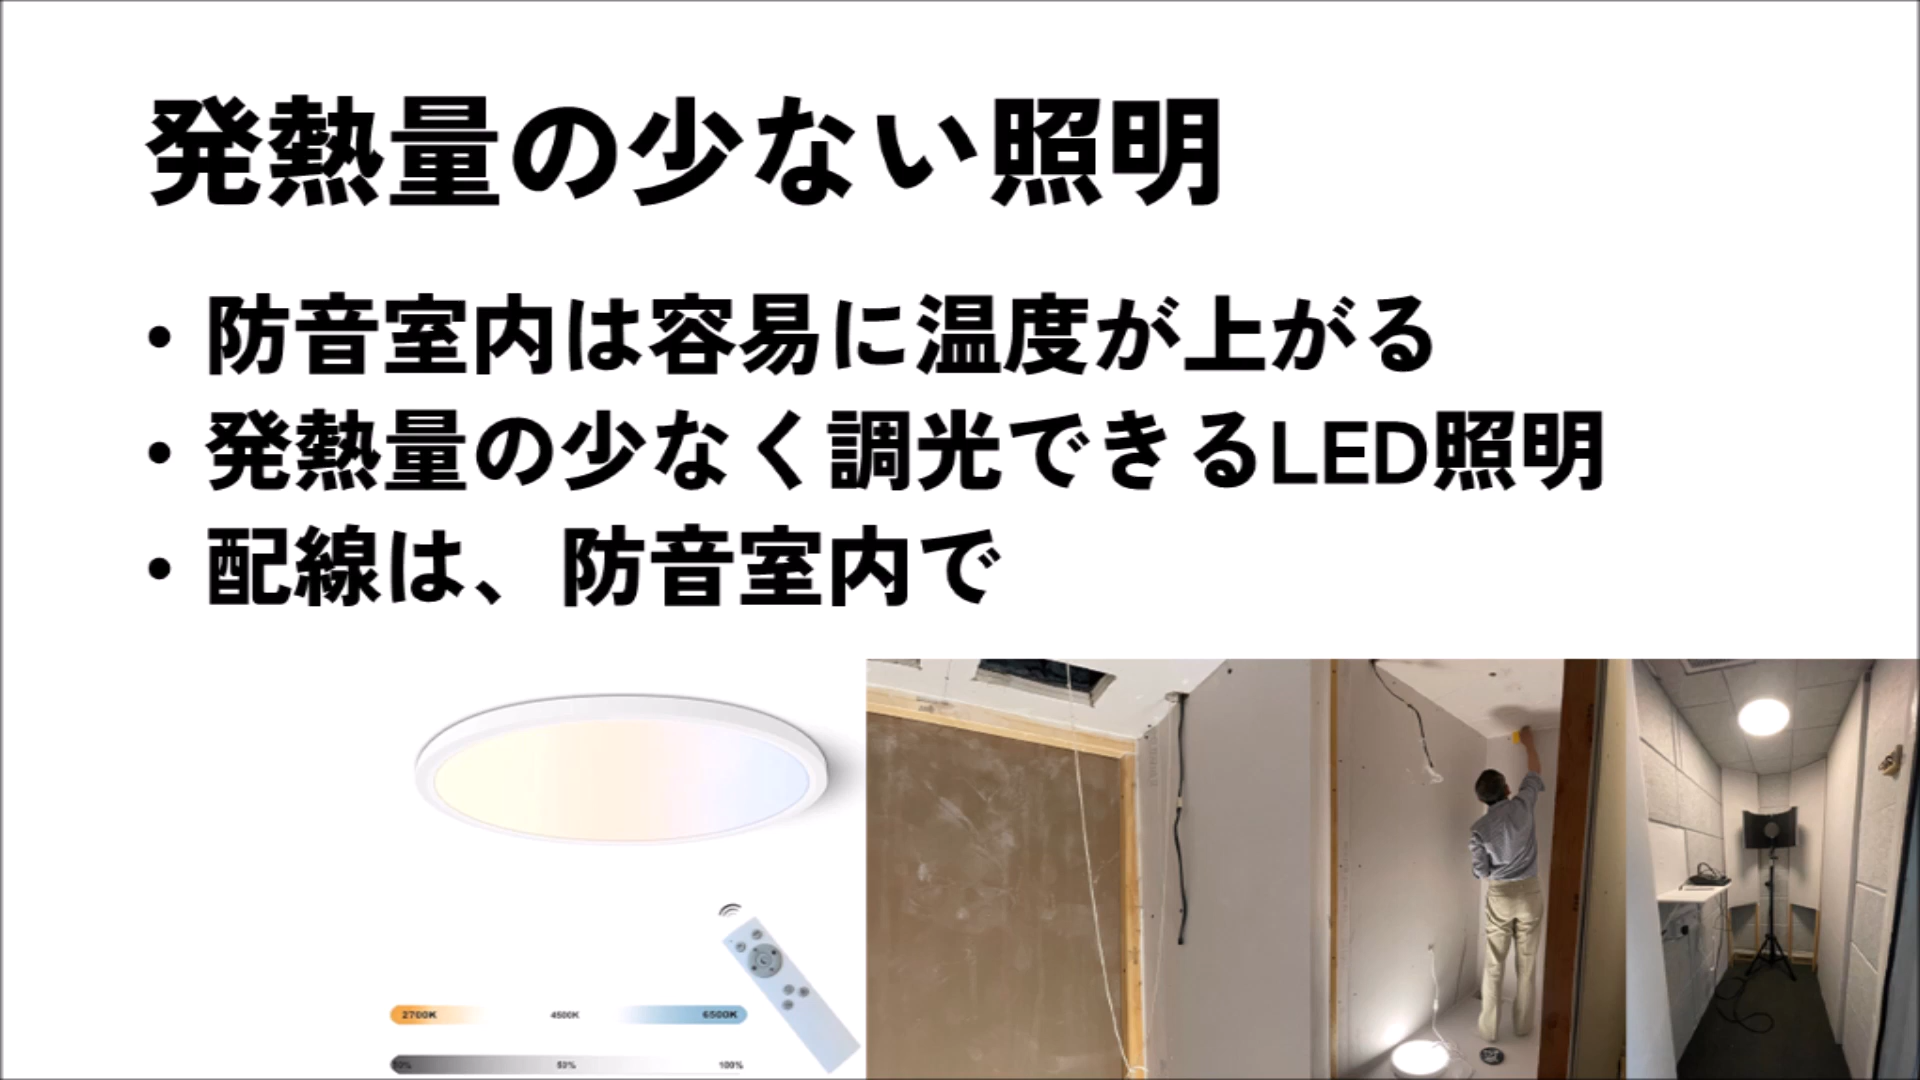 発熱量の少ない照明
・防音室内は容易に温度が上がる
・発熱量の少なく調光できるLED照明
・配線は、防音室内で
2700K 4500K 6500K
50% 100%